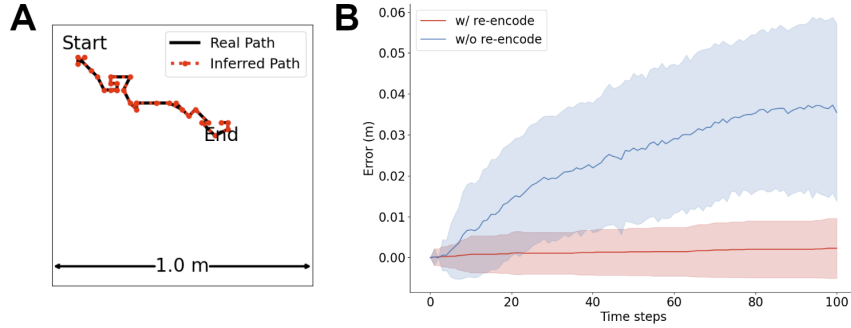 A
Start
Real Path
Inferred Path
End
1.0 m
B
w/ re-encode
w/o re-encode
Error (m)
0.06
0.05
0.04
0.03
0.02
0.01
0.00
0 20 40 60 80 100
Time steps